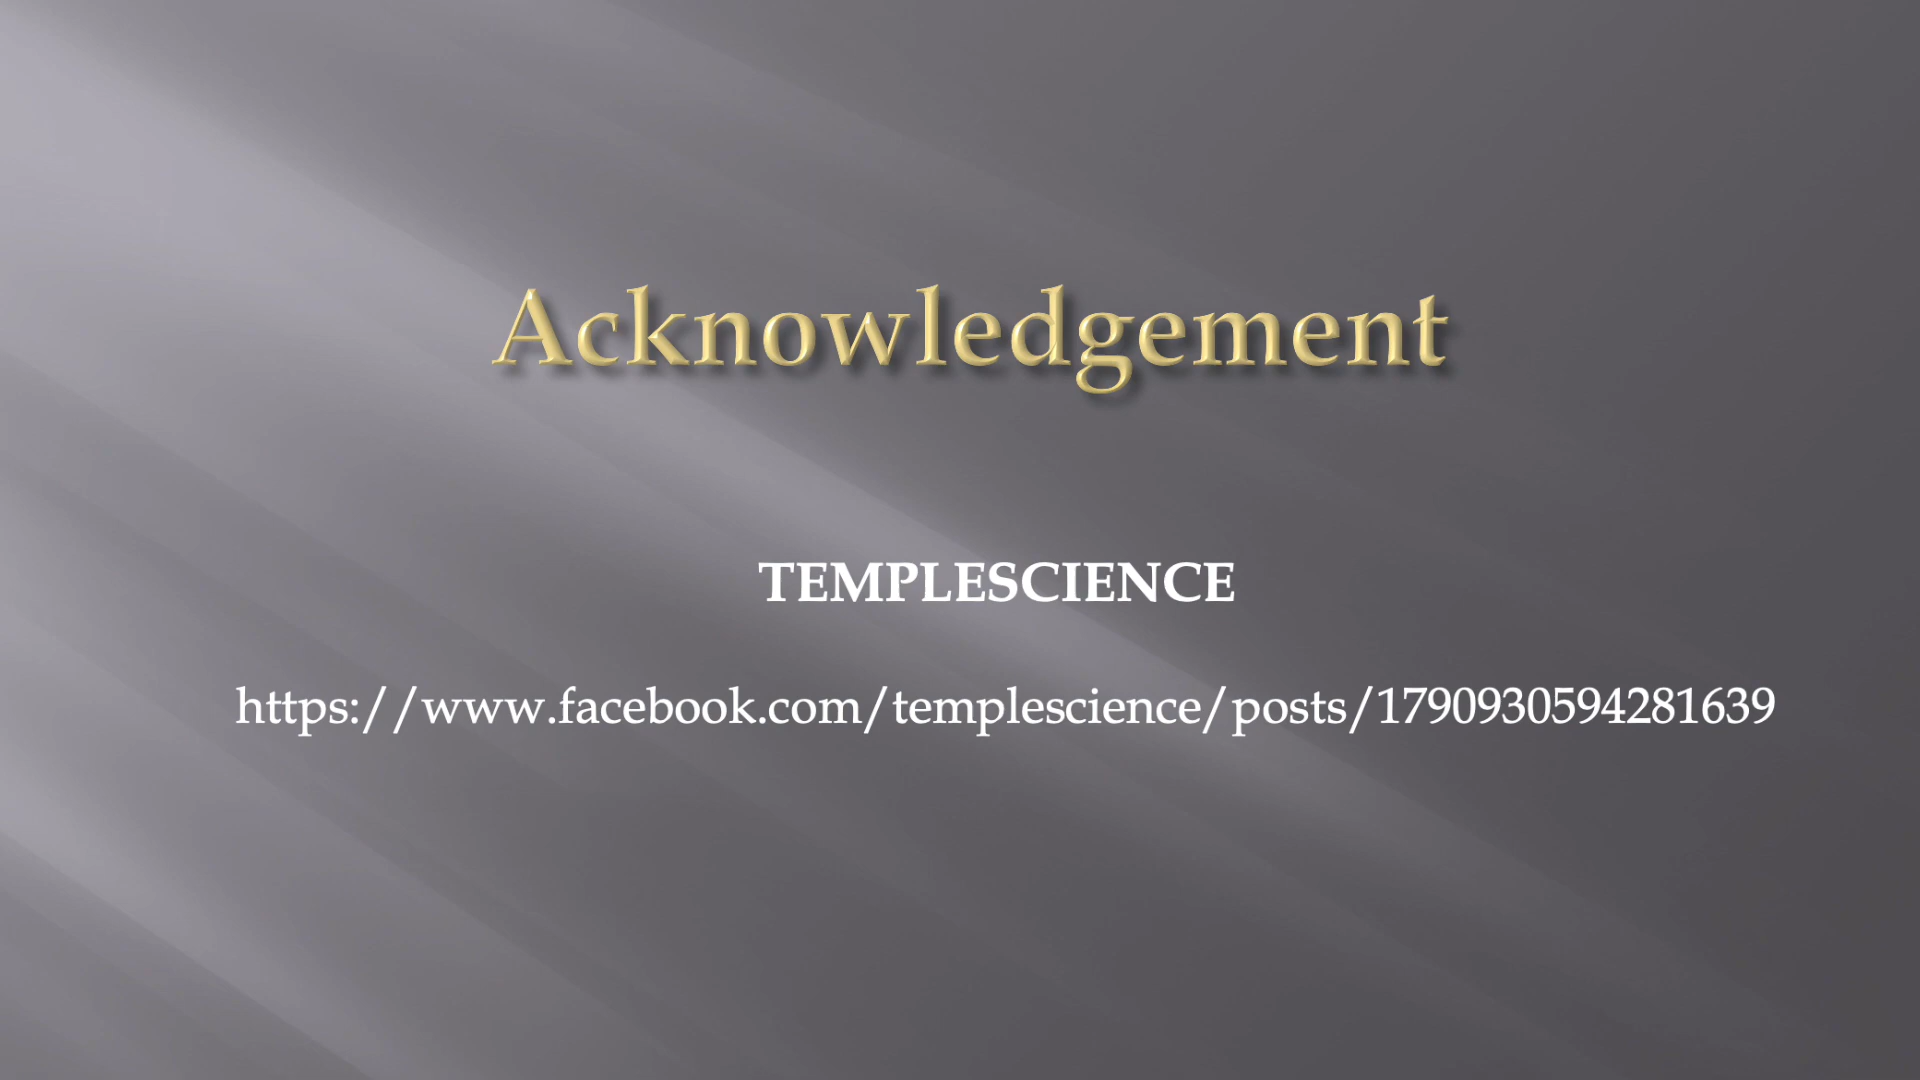 Acknowledgement
TEMPLESCIENCE
https://www.facebook.com/templescience/posts/1790930594281639